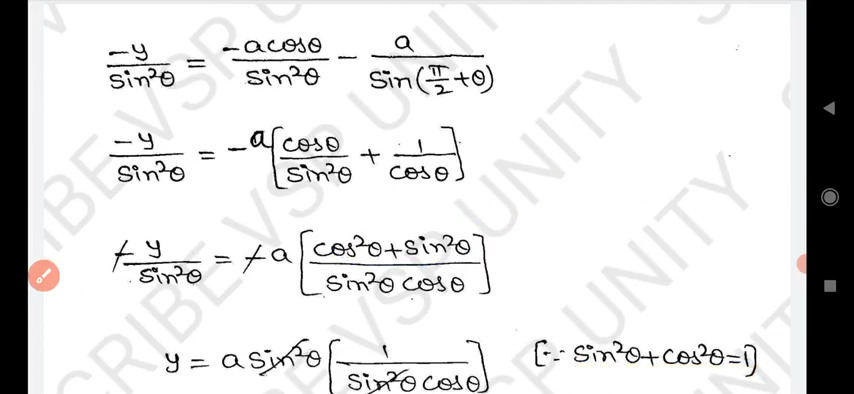 -y/sin²θ = -acosθ/sin²θ - a/sin(π/2+θ)
-y/sin²θ = -a[cosθ/sin²θ + 1/cosθ]
-y/sin²θ = -a[cos²θ+sin²θ/sin²θ cosθ]
y = a sin²θ[1/sin²θ cosθ] [∵ sin²θ+cos²θ=1]